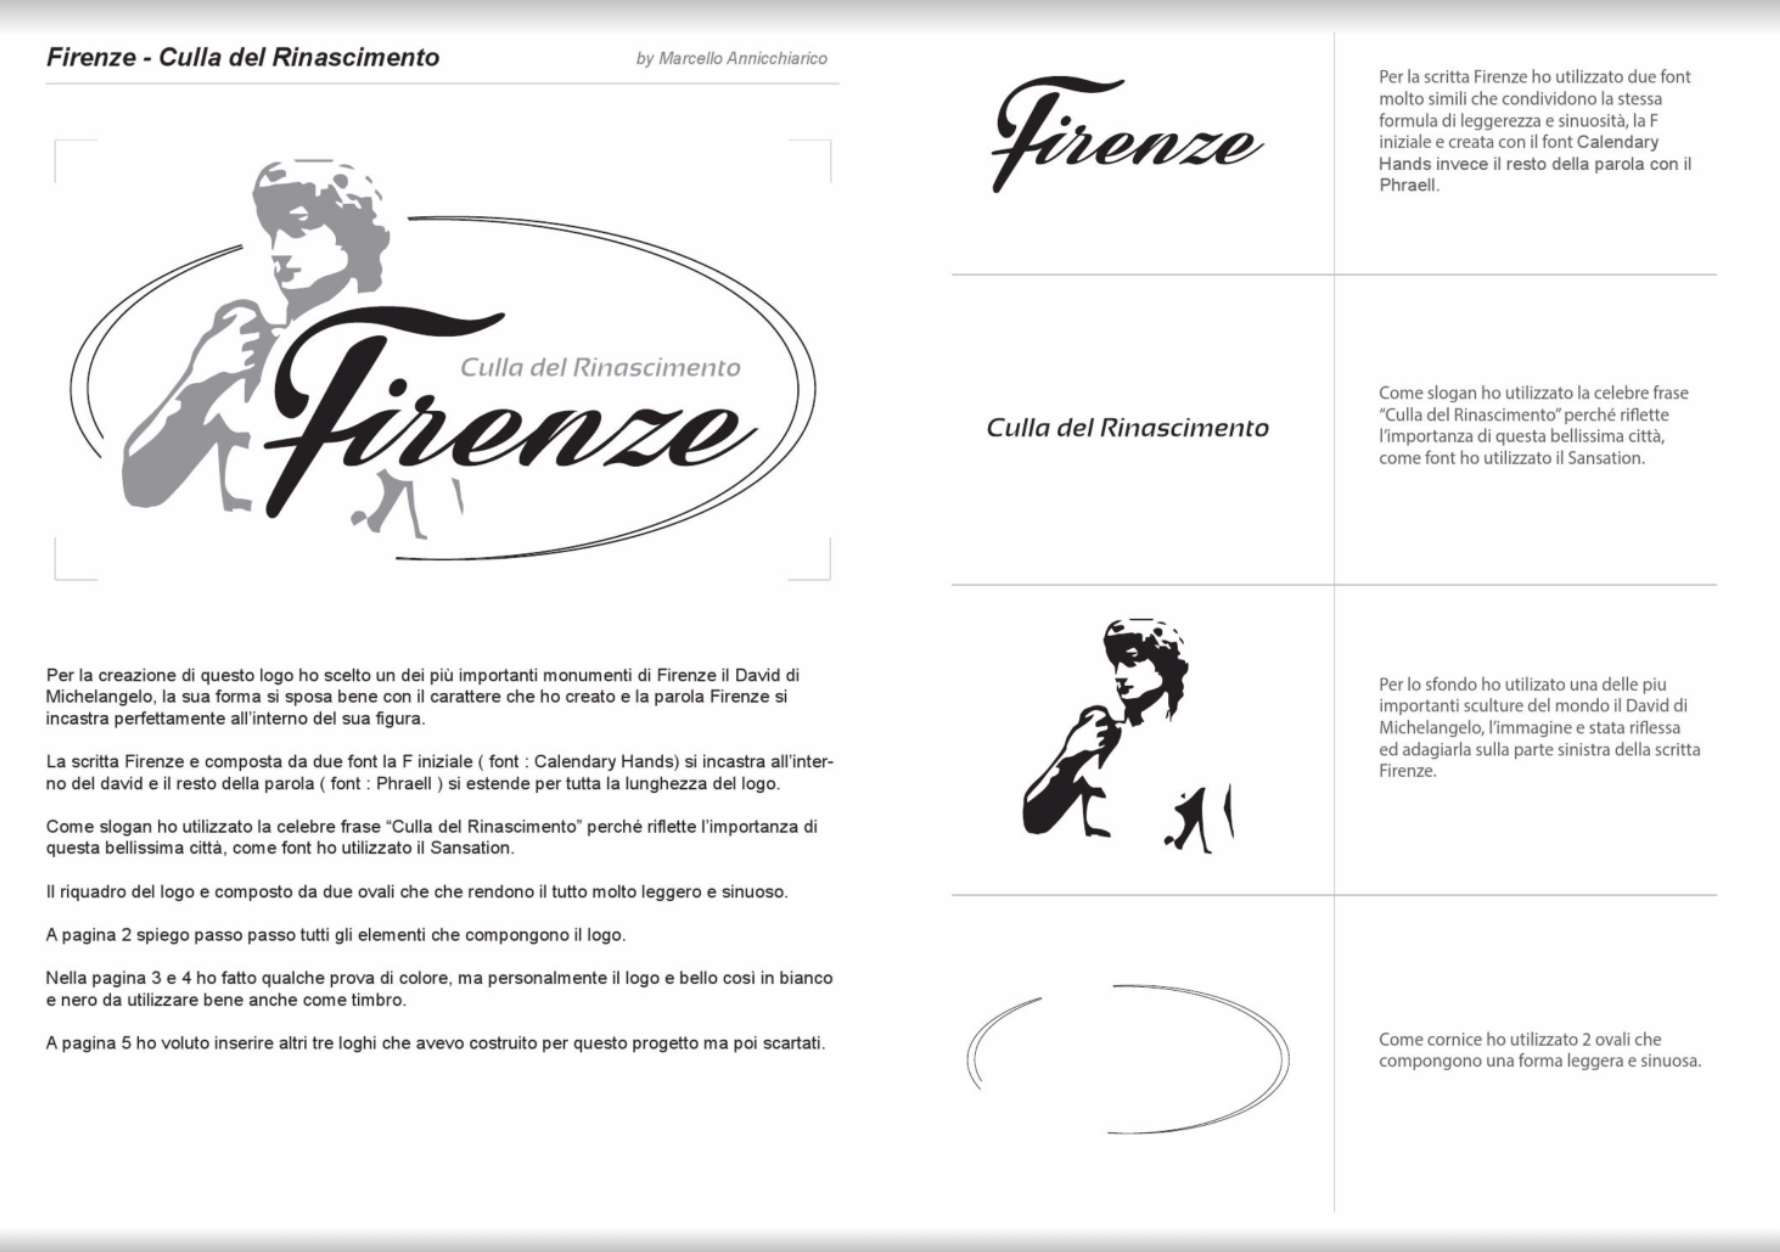 Firenze - Culla del Rinascimento
by Marcello Annicchiarico
Culla del Rinascimento
Firenze
Per la creazione di questo logo ho scelto un dei più importanti monumenti di Firenze il David di
Michelangelo, la sua forma si sposa bene con il carattere che ho creato e la parola Firenze si
incastra perfettamente all'interno del sua figura.
La scritta Firenze e composta da due font la F iniziale ( font : Calendary Hands) si incastra all'inter-
no del david e il resto della parola ( font : Phraell ) si estende per tutta la lunghezza del logo.
Come slogan ho utilizzato la celebre frase “Culla del Rinascimento” perché riflette l'importanza di
questa bellissima città, come font ho utilizzato il Sansation.
Il riquadro del logo e composto da due ovali che che rendono il tutto molto leggero e sinuoso.
A pagina 2 spiego passo passo tutti gli elementi che compongono il logo.
Nella pagina 3 e 4 ho fatto qualche prova di colore, ma personalmente il logo e bello così in bianco
e nero da utilizzare bene anche come timbro.
A pagina 5 ho voluto inserire altri tre loghi che avevo costruito per questo progetto ma poi scartati.
Firenze
Per la scritta Firenze ho utilizzato due font
molto simili che condividono la stessa
formula di leggerezza e sinuosità, la F
iniziale e creata con il font Calendary
Hands invece il resto della parola con il
Phraell.
Culla del Rinascimento
Come slogan ho utilizzato la celebre frase
“Culla del Rinascimento” perché riflette
l'importanza di questa bellissima città,
come font ho utilizzato il Sansation.
Per lo sfondo ho utilizato una delle piu
importanti sculture del mondo il David di
Michelangelo, l'immagine e stata riflessa
ed adagiarla sulla parte sinistra della scritta
Firenze.
Come cornice ho utilizzato 2 ovali che
compongono una forma leggera e sinuosa.